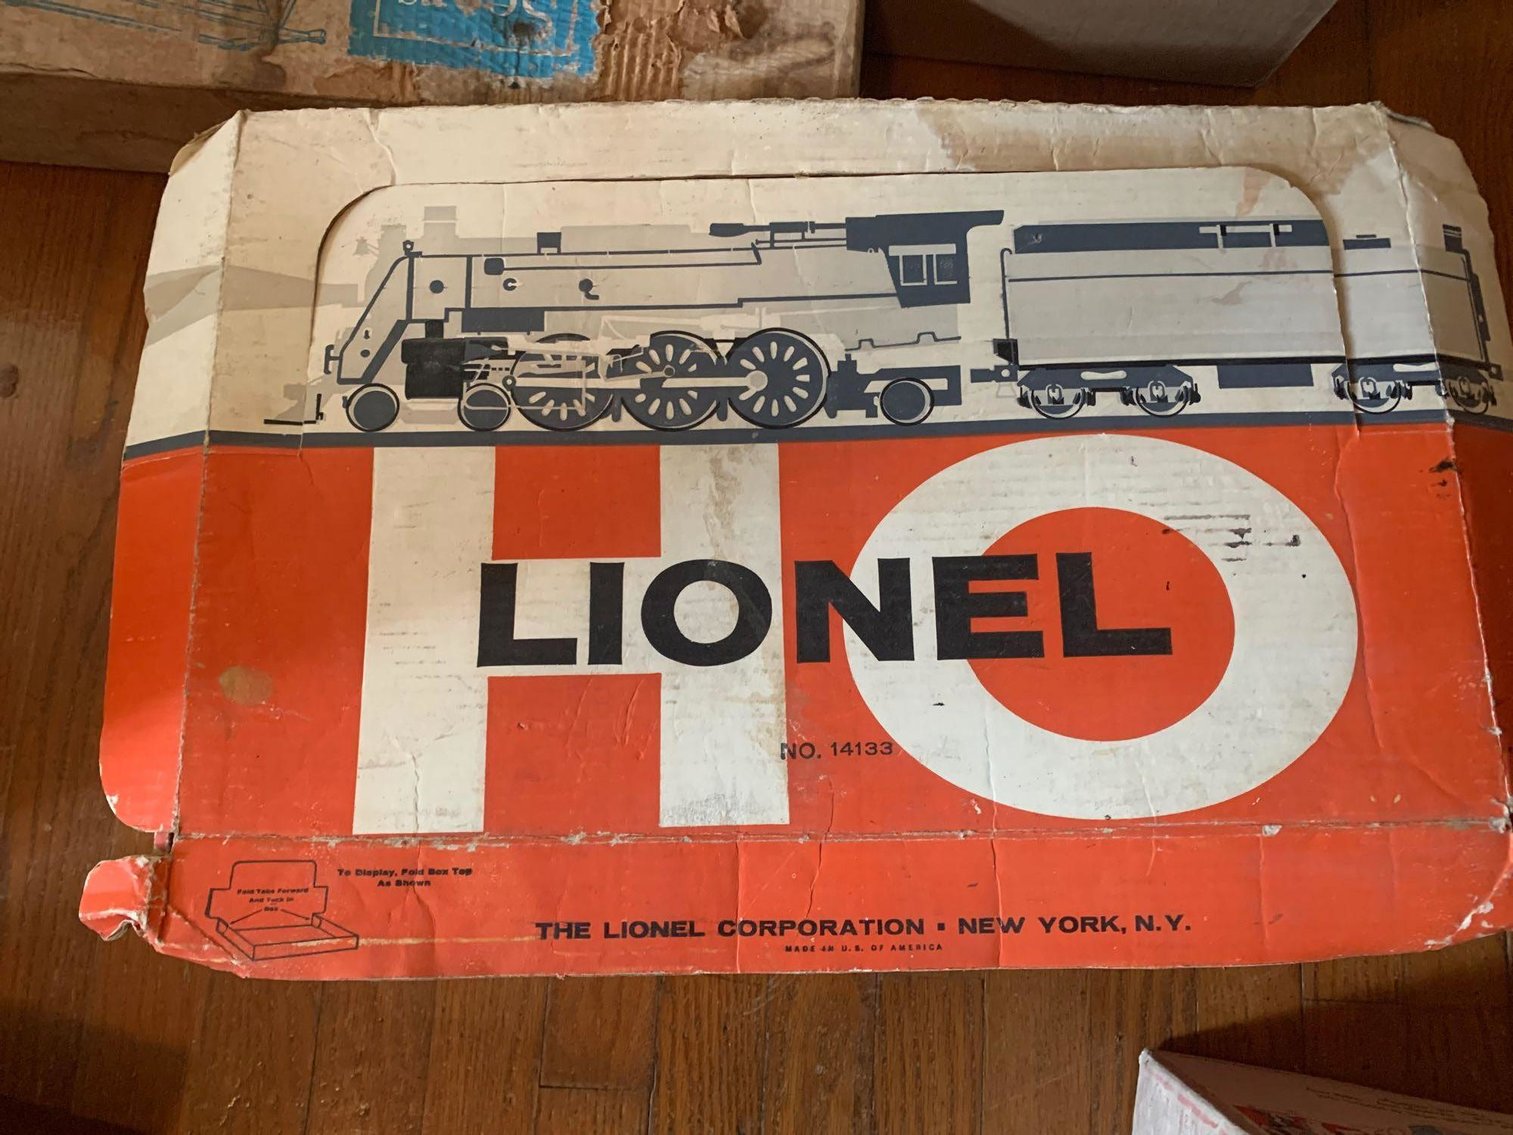 HO
LIONEL
NO. 14133
To Display, Fold Box Top
As Shown
Fold Tabs Forward
And Tuck In
Box
THE LIONEL CORPORATION ▪ NEW YORK, N.Y.
MADE IN U.S. OF AMERICA